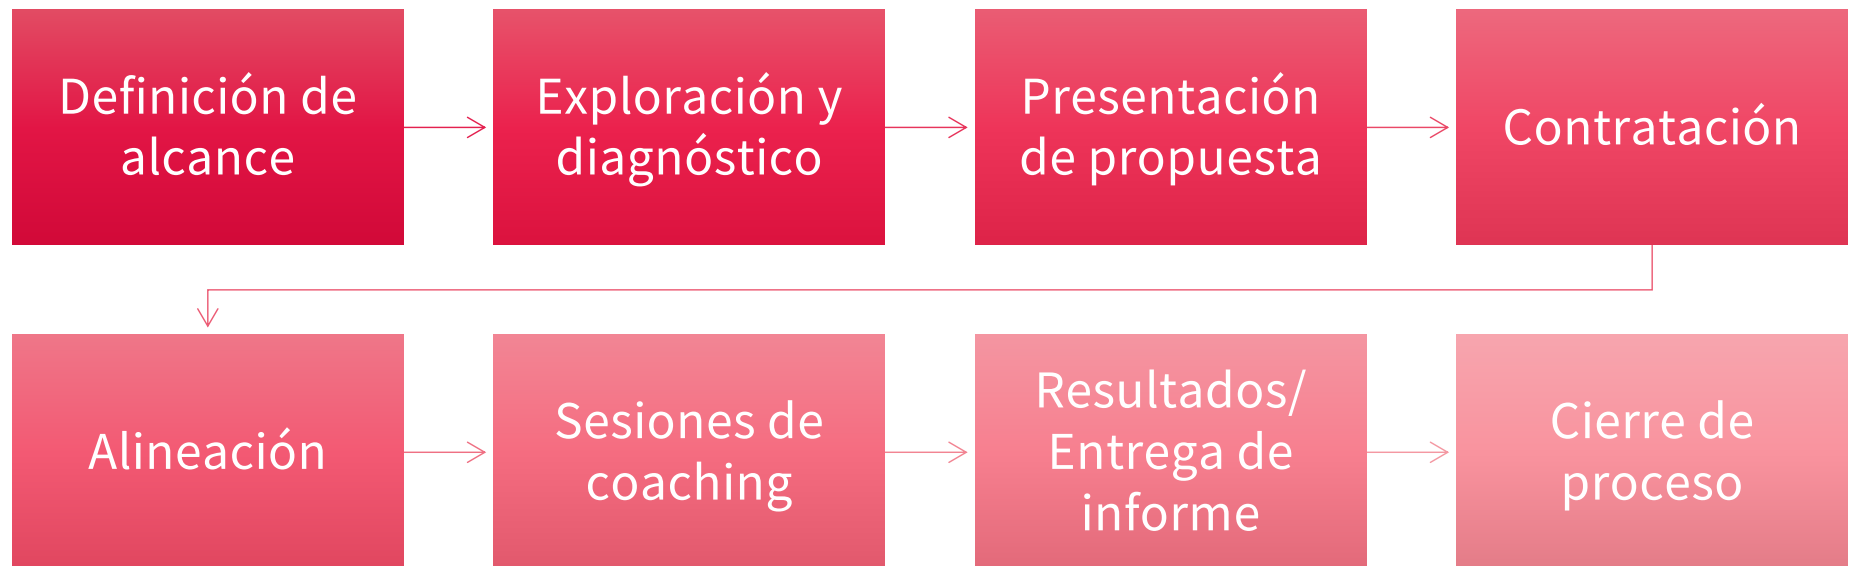 Definición de
alcance
Exploración y
diagnóstico
Presentación
de propuesta
Contratación
Alineación
Sesiones de
coaching
Resultados/
Entrega de
informe
Cierre de
proceso